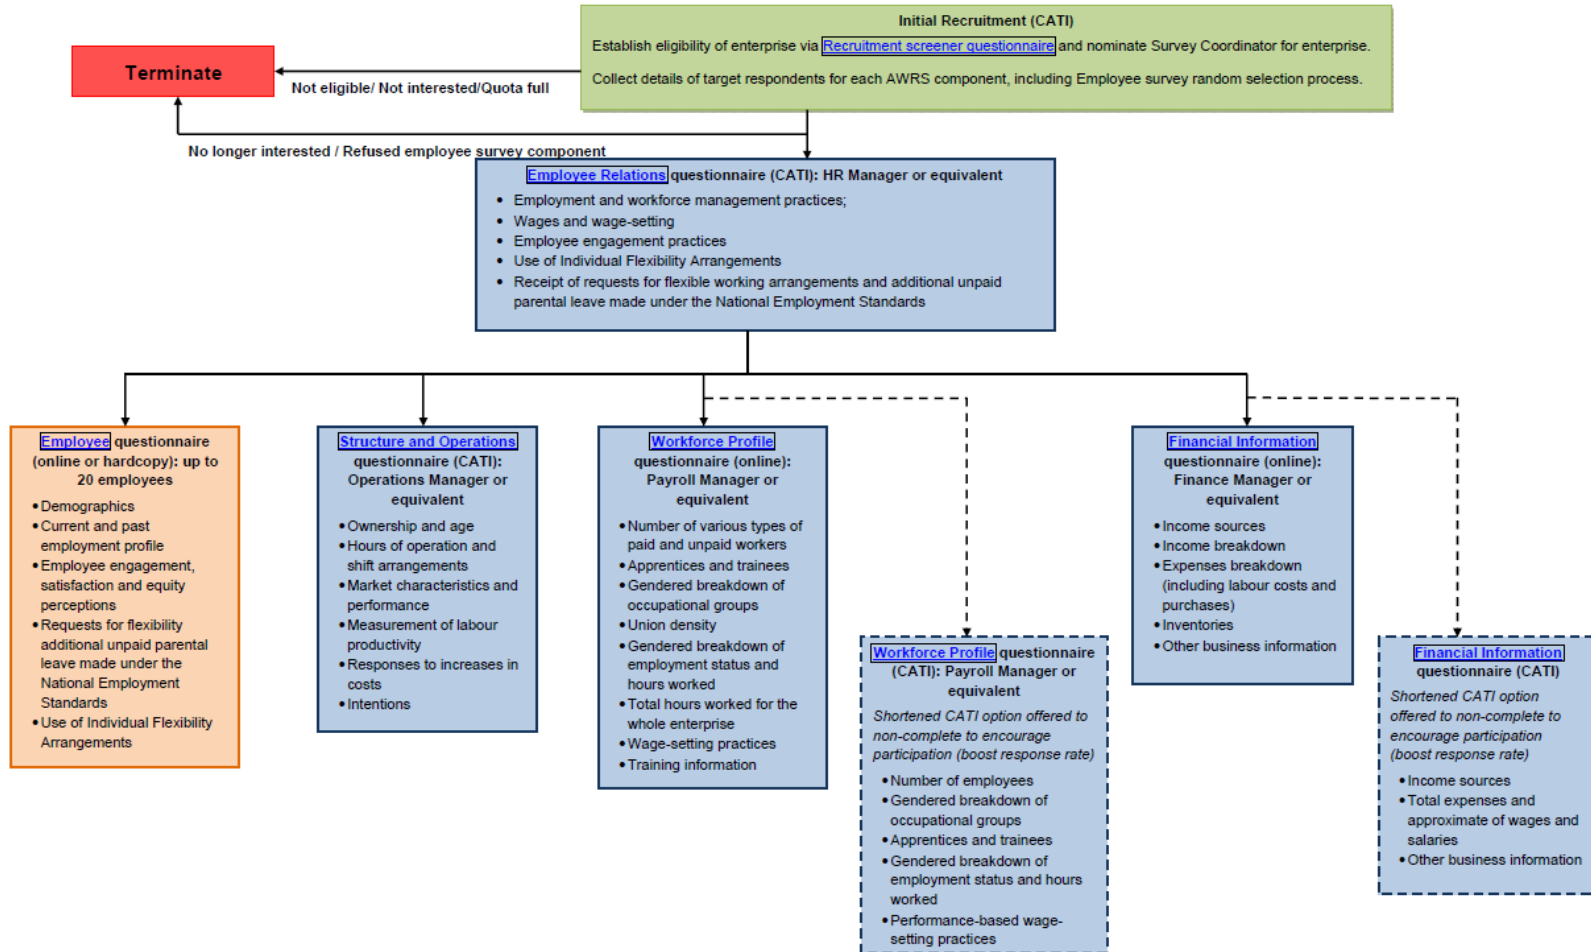 Initial Recruitment (CATI)
Establish eligibility of enterprise via Recruitment screener questionnaire and nominate Survey Coordinator for enterprise.
Collect details of target respondents for each AWRS component, including Employee survey random selection process.
Terminate
Not eligible/ Not interested/Quota full
No longer interested / Refused employee survey component
Employee Relations questionnaire (CATI): HR Manager or equivalent
• Employment and workforce management practices;
• Wages and wage-setting
• Employee engagement practices
• Use of Individual Flexibility Arrangements
• Receipt of requests for flexible working arrangements and additional unpaid
parental leave made under the National Employment Standards
Employee questionnaire
(online or hardcopy): up to
20 employees
• Demographics
• Current and past
employment profile
• Employee engagement,
satisfaction and equity
perceptions
• Requests for flexibility
additional unpaid parental
leave made under the
National Employment
Standards
• Use of Individual Flexibility
Arrangements
Structure and Operations
questionnaire (CATI):
Operations Manager or
equivalent
• Ownership and age
• Hours of operation and
shift arrangements
• Market characteristics and
performance
• Measurement of labour
productivity
• Responses to increases in
costs
• Intentions
Workforce Profile
questionnaire (online):
Payroll Manager or
equivalent
• Number of various types of
paid and unpaid workers
• Apprentices and trainees
• Gendered breakdown of
occupational groups
• Union density
• Gendered breakdown of
employment status and
hours worked
• Total hours worked for the
whole enterprise
• Wage-setting practices
• Training information
Workforce Profile questionnaire
(CATI): Payroll Manager or
equivalent
Shortened CATI option offered to
non-complete to encourage
participation (boost response rate)
• Number of employees
• Gendered breakdown of
occupational groups
• Apprentices and trainees
• Gendered breakdown of
employment status and hours
worked
• Performance-based wage-
setting practices
Financial Information
questionnaire (online):
Finance Manager or
equivalent
• Income sources
• Income breakdown
• Expenses breakdown
(including labour costs and
purchases)
• Inventories
• Other business information
Financial Information
questionnaire (CATI)
Shortened CATI option
offered to non-complete to
encourage participation
(boost response rate)
• Income sources
• Total expenses and
approximate of wages and
salaries
• Other business information